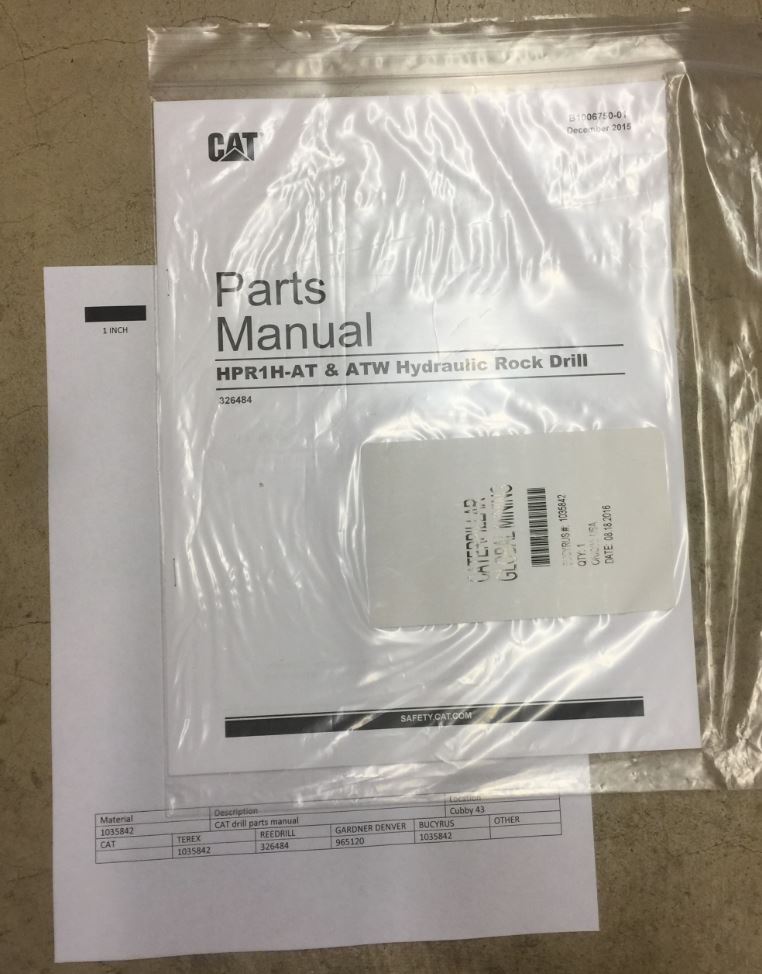 B1006750-01
December 2015
CAT
Parts
Manual
HPR1H-AT & ATW Hydraulic Rock Drill
326484
1 INCH
CATERPILLAR
GLOBAL MINING
BUCYRUS #: 1035842
QTY: 1
USA
DATE: 08.18.2016
SAFETY.CAT.COM
Material Description Location
1035842 CAT drill parts manual Cubby 43
CAT TEREX REEDRILL GARDNER DENVER BUCYRUS OTHER
1035842 326484 965120 1035842